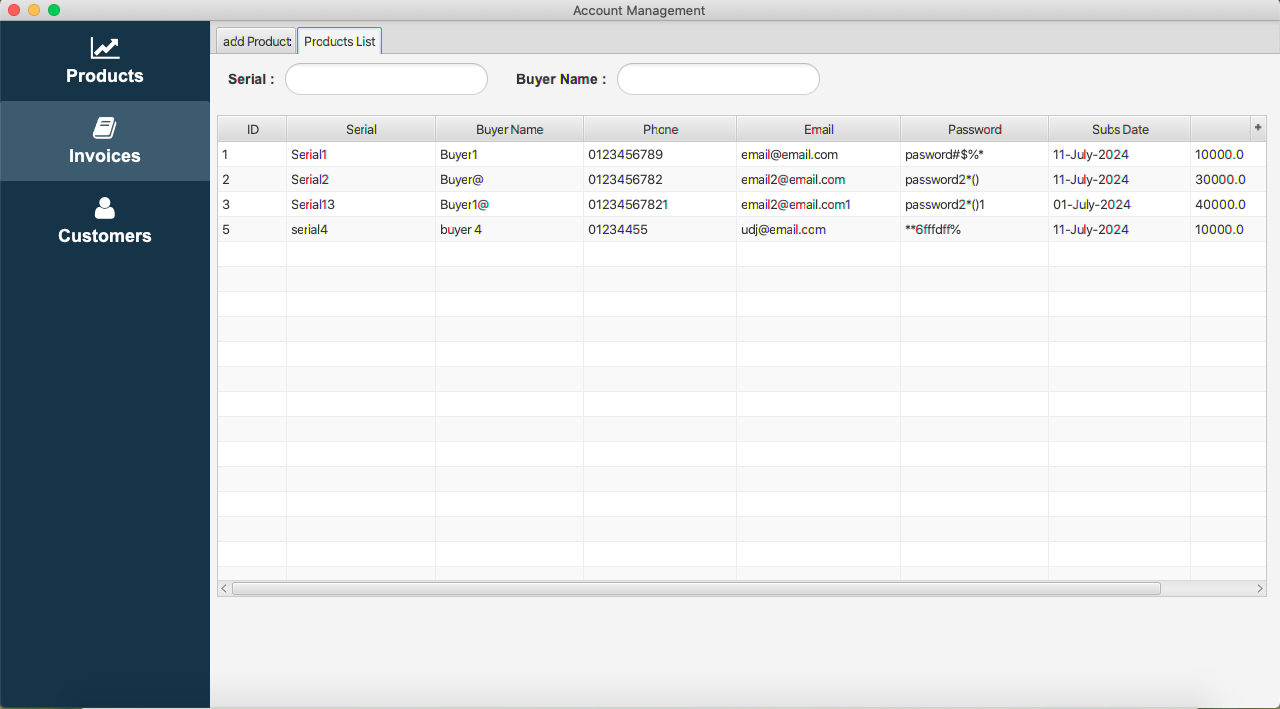 Account Management
Products
Invoices
Customers
add Product
Products List
Serial :
Buyer Name :
ID Serial Buyer Name Phone Email Password Subs Date +
1 Serial1 Buyer1 0123456789 email@email.com pasword#$%* 11-July-2024 10000.0
2 Serial2 Buyer@ 0123456782 email2@email.com password2*() 11-July-2024 30000.0
3 Serial13 Buyer1@ 01234567821 email2@email.com1 password2*()1 01-July-2024 40000.0
5 serial4 buyer 4 01234455 udj@email.com **6fffdff% 11-July-2024 10000.0